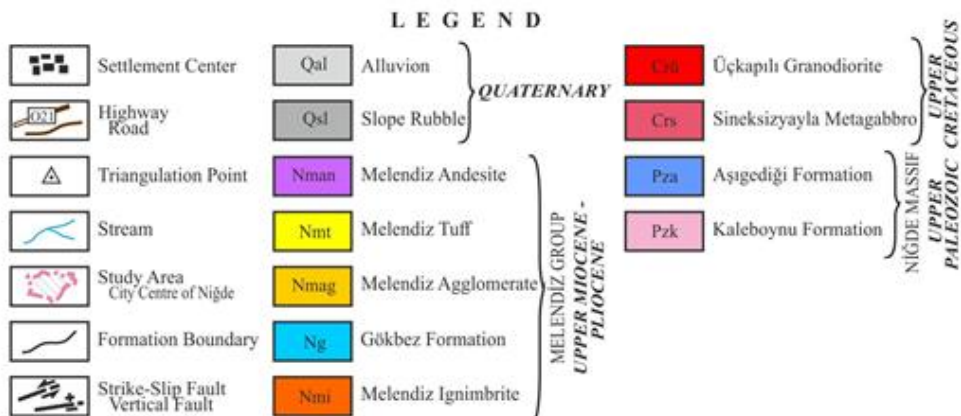 LEGEND
Settlement Center
O21
Highway
Road
Triangulation Point
Stream
Study Area
City Centre of Niğde
Formation Boundary
Strike-Slip Fault
Vertical Fault
Qal Alluvion
Qsl Slope Rubble
QUATERNARY
Nman Melendiz Andesite
Nmt Melendiz Tuff
Nmag Melendiz Agglomerate
Ng Gökbez Formation
Nmi Melendiz Ignimbrite
MELENDİZ GROUP
UPPER MIOCENE -
PLIOCENE
Crü Üçkapılı Granodiorite
Crs Sineksizyayla Metagabbro
UPPER
CRETACEOUS
Pza Aşıgediği Formation
Pzk Kaleboynu Formation
NİĞDE MASSIF
UPPER
PALEOZOIC